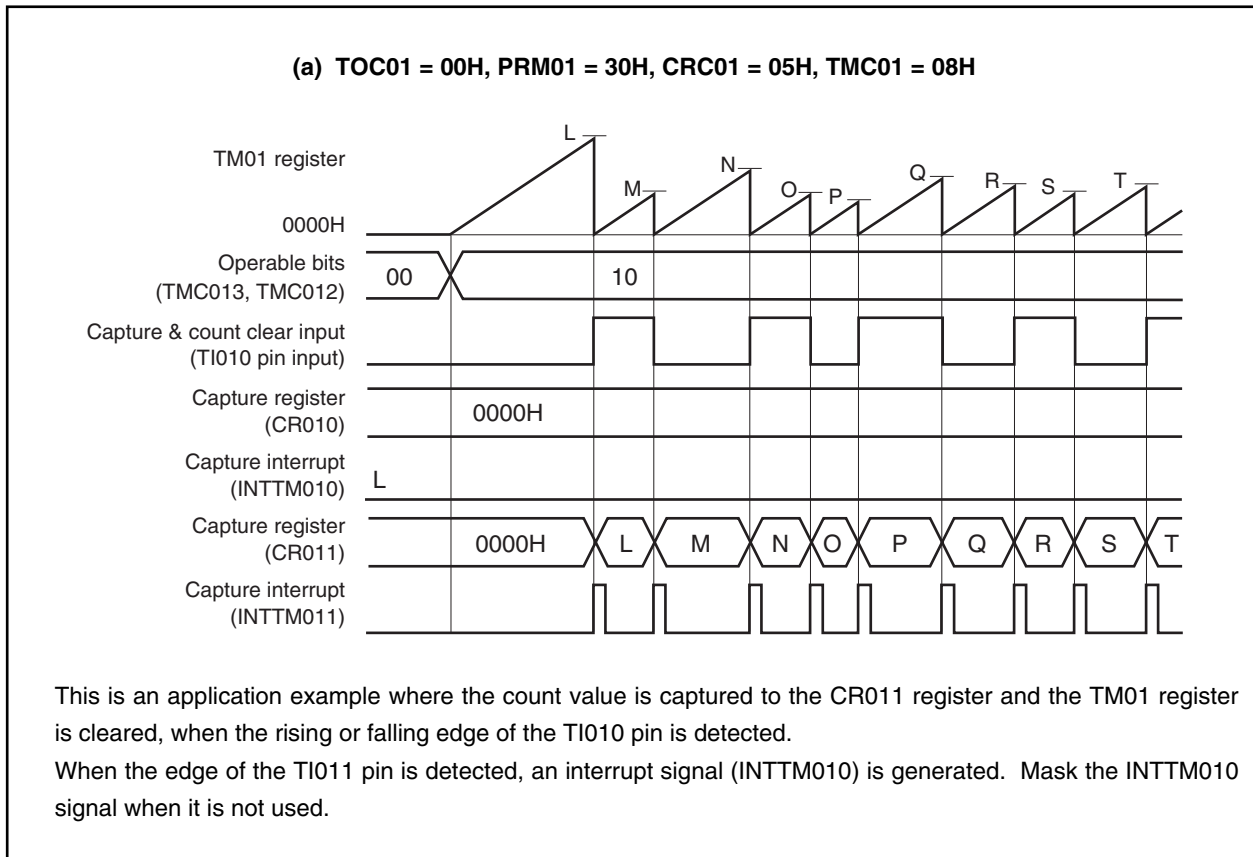 (a) TOC01 = 00H, PRM01 = 30H, CRC01 = 05H, TMC01 = 08H
L
M
N
O
P
Q
R
S
T
TM01 register
0000H
Operable bits
(TMC013, TMC012)
00
10
Capture & count clear input
(TI010 pin input)
Capture register
(CR010)
0000H
Capture interrupt
(INTTM010)
L
Capture register
(CR011)
0000H L M N O P Q R S T
Capture interrupt
(INTTM011)
This is an application example where the count value is captured to the CR011 register and the TM01 register
is cleared, when the rising or falling edge of the TI010 pin is detected.
When the edge of the TI011 pin is detected, an interrupt signal (INTTM010) is generated. Mask the INTTM010
signal when it is not used.